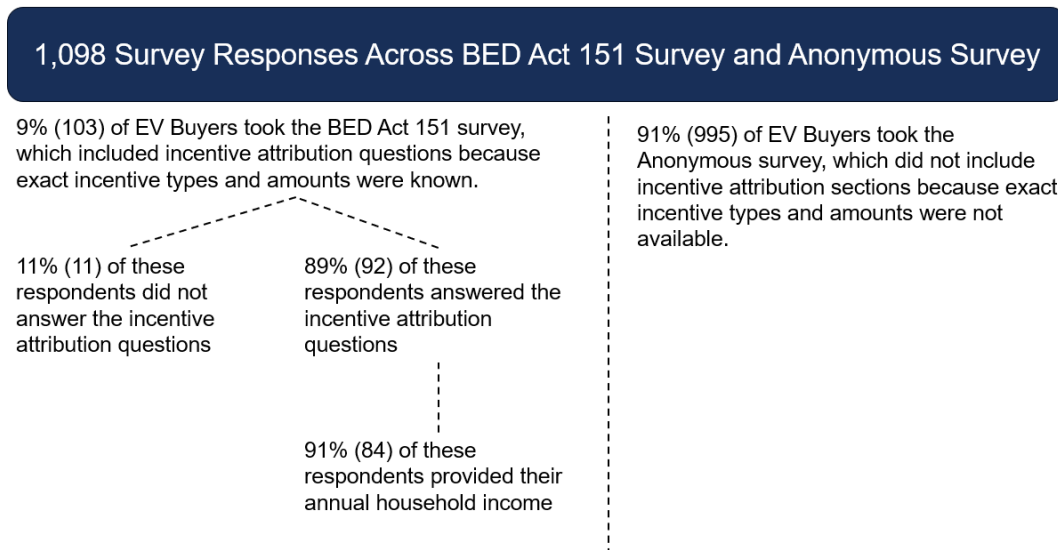 1,098 Survey Responses Across BED Act 151 Survey and Anonymous Survey
9% (103) of EV Buyers took the BED Act 151 survey,
which included incentive attribution questions because
exact incentive types and amounts were known.
11% (11) of these
respondents did not
answer the incentive
attribution questions
89% (92) of these
respondents answered the
incentive attribution
questions
91% (84) of these
respondents provided their
annual household income
91% (995) of EV Buyers took the
Anonymous survey, which did not include
incentive attribution sections because exact
incentive types and amounts were not
available.